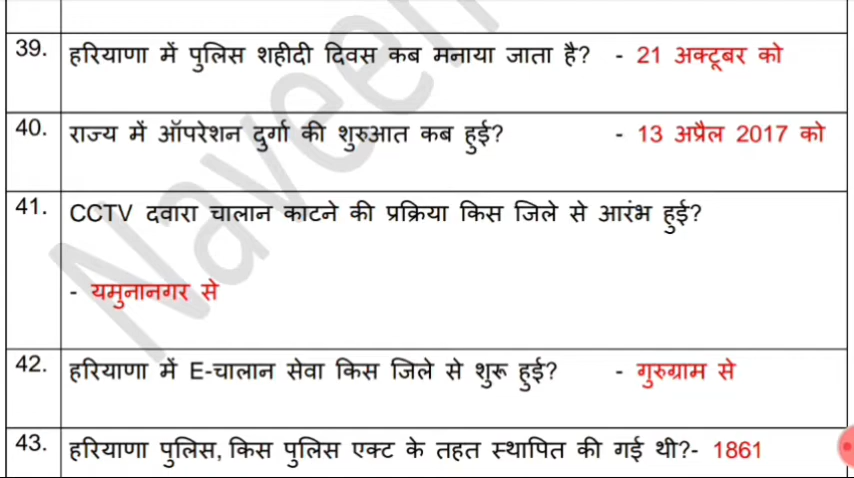 39. हरियाणा में पुलिस शहीदी दिवस कब मनाया जाता है? - 21 अक्टूबर को
40. राज्य में ऑपरेशन दुर्गा की शुरुआत कब हुई? - 13 अप्रैल 2017 को
41. CCTV दवारा चालान काटने की प्रक्रिया किस जिले से आरंभ हुई?
- यमुनानगर से
42. हरियाणा में E-चालान सेवा किस जिले से शुरू हुई? - गुरुग्राम से
43. हरियाणा पुलिस, किस पुलिस एक्ट के तहत स्थापित की गई थी?- 1861
Naveen